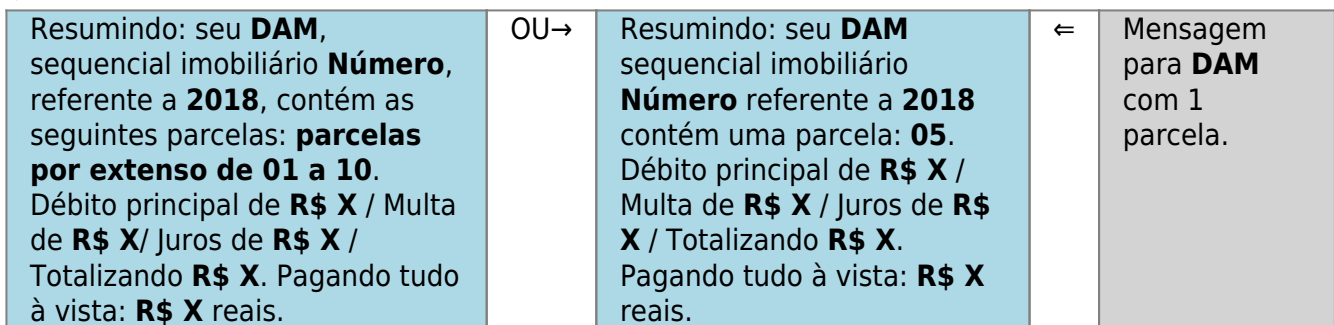 Resumindo: seu DAM,
sequencial imobiliário Número,
referente a 2018, contém as
seguintes parcelas: parcelas
por extenso de 01 a 10.
Débito principal de R$ X / Multa
de R$ X/ Juros de R$ X /
Totalizando R$ X. Pagando tudo
à vista: R$ X reais.
OU→
Resumindo: seu DAM
sequencial imobiliário
Número referente a 2018
contém uma parcela: 05.
Débito principal de R$ X /
Multa de R$ X / Juros de R$
X / Totalizando R$ X.
Pagando tudo à vista: R$ X
reais.
⇐
Mensagem
para DAM
com 1
parcela.